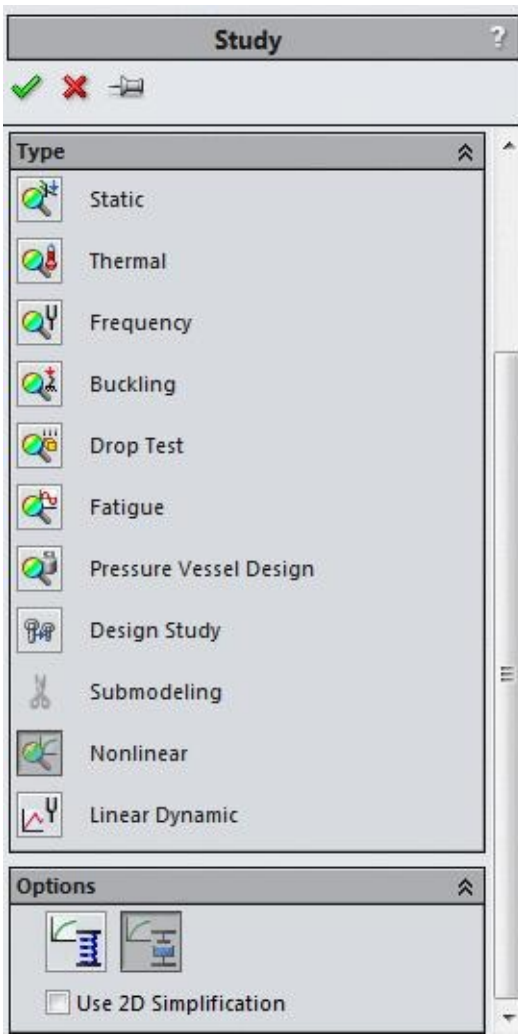 Study
?
Type
Static
Thermal
Frequency
Buckling
Drop Test
Fatigue
Pressure Vessel Design
Design Study
Submodeling
Nonlinear
Linear Dynamic
Options
Use 2D Simplification